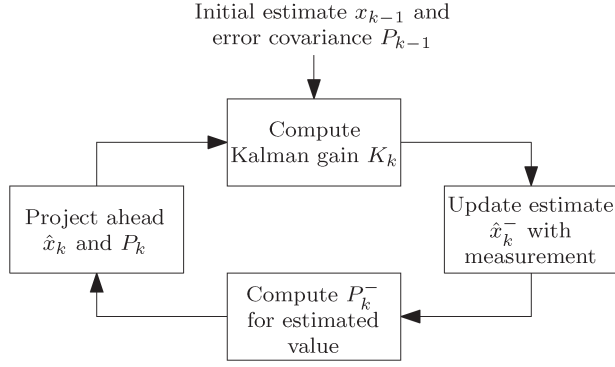 Initial estimate x_{k−1} and
error covariance P_{k−1}
Compute
Kalman gain K_k
Project ahead
x̂_k and P_k
Update estimate
x̂_k^− with
measurement
Compute P_k^−
for estimated
value